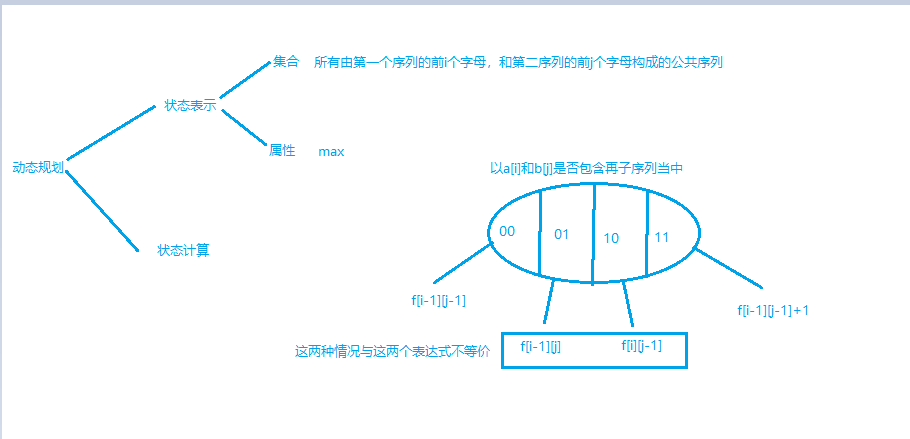 集合 所有由第一个序列的前i个字母，和第二序列的前j个字母构成的公共序列
状态表示
属性 max
动态规划
以a[i]和b[j]是否包含再子序列当中
00 01 10 11
状态计算
f[i-1][j-1]
f[i-1][j-1]+1
这两种情况与这两个表达式不等价 f[i-1][j] f[i][j-1]